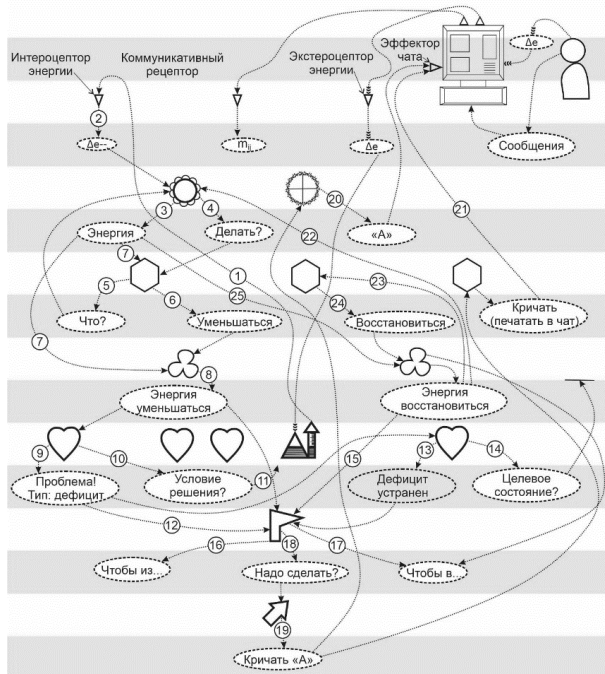 Интероцептор
энергии
Коммуникативный
рецептор
Экстероцептор
энергии
Эффектор
чата
Δe
2
Δe--
m_ij
Δe
Сообщения
3
4
20
21
Энергия
Делать?
«А»
22
7
1
5
6
25
23
24
Что?
Уменьшаться
Восстановиться
Кричать
(печатать в чат)
7
8
Энергия
уменьшаться
Энергия
восстановиться
9
10
11
15
13
14
Проблема!
Тип: дефицит
Условие
решения?
Дефицит
устранен
Целевое
состояние?
12
16
18
17
Чтобы из...
Надо сделать?
Чтобы в...
19
Кричать «А»